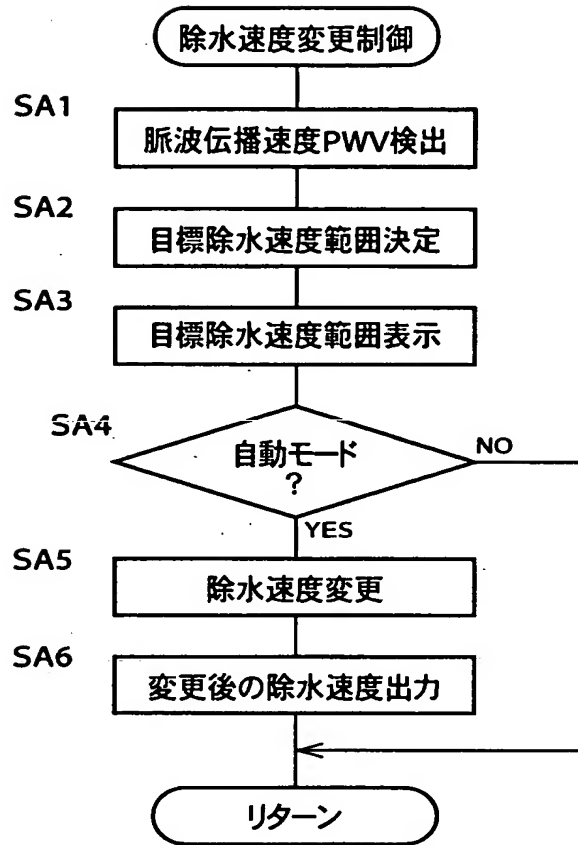 除水速度変更制御
SA1
脈波伝播速度PWV検出
SA2
目標除水速度範囲決定
SA3
目標除水速度範囲表示
SA4
自動モード
?
NO
YES
SA5
除水速度変更
SA6
変更後の除水速度出力
リターン